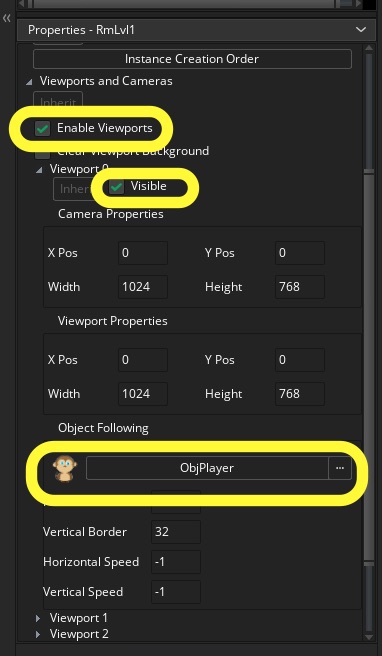 «
Properties - RmLvl1
Instance Creation Order
Viewports and Cameras
Inherit
Enable Viewports
Clear Viewport Background
Viewport 0
Visible
Camera Properties
X Pos 0 Y Pos 0
Width 1024 Height 768
Viewport Properties
X Pos 0 Y Pos 0
Width 1024 Height 768
Object Following
ObjPlayer ...
Vertical Border 32
Horizontal Speed -1
Vertical Speed -1
Viewport 1
Viewport 2